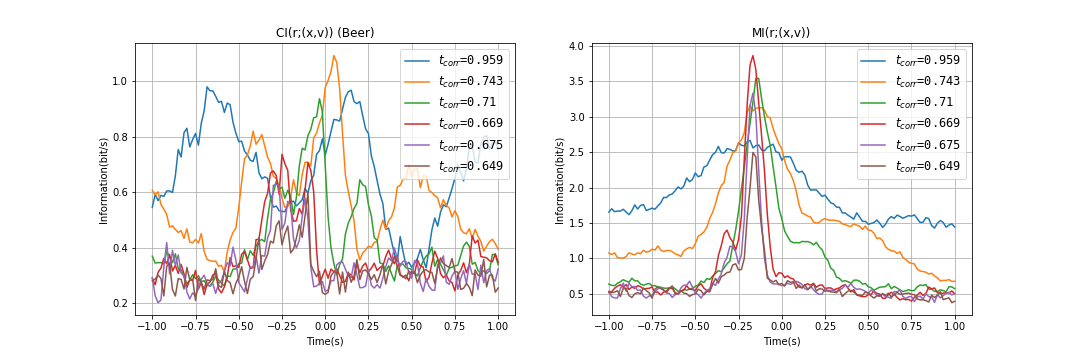 CI(r;(x,v)) (Beer)
Information(bit/s)
1.0
0.8
0.6
0.4
0.2
−1.00 −0.75 −0.50 −0.25 0.00 0.25 0.50 0.75 1.00
Time(s)
t_corr=0.959
t_corr=0.743
t_corr=0.71
t_corr=0.669
t_corr=0.675
t_corr=0.649
MI(r;(x,v))
Information(bit/s)
4.0
3.5
3.0
2.5
2.0
1.5
1.0
0.5
−1.00 −0.75 −0.50 −0.25 0.00 0.25 0.50 0.75 1.00
Time(s)
t_corr=0.959
t_corr=0.743
t_corr=0.71
t_corr=0.669
t_corr=0.675
t_corr=0.649